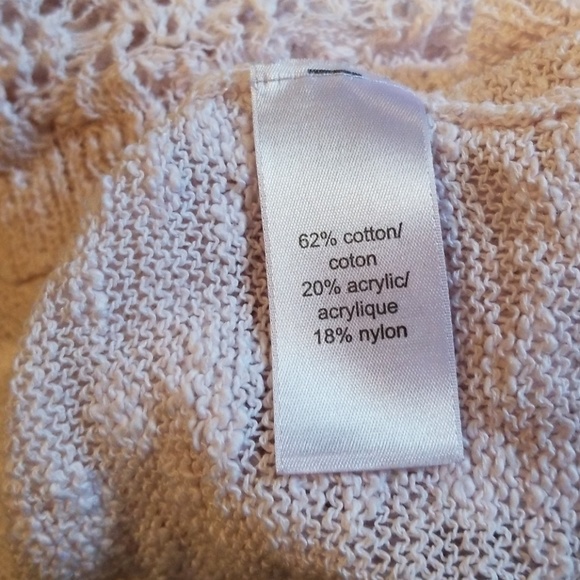 62% cotton/
coton
20% acrylic/
acrylique
18% nylon